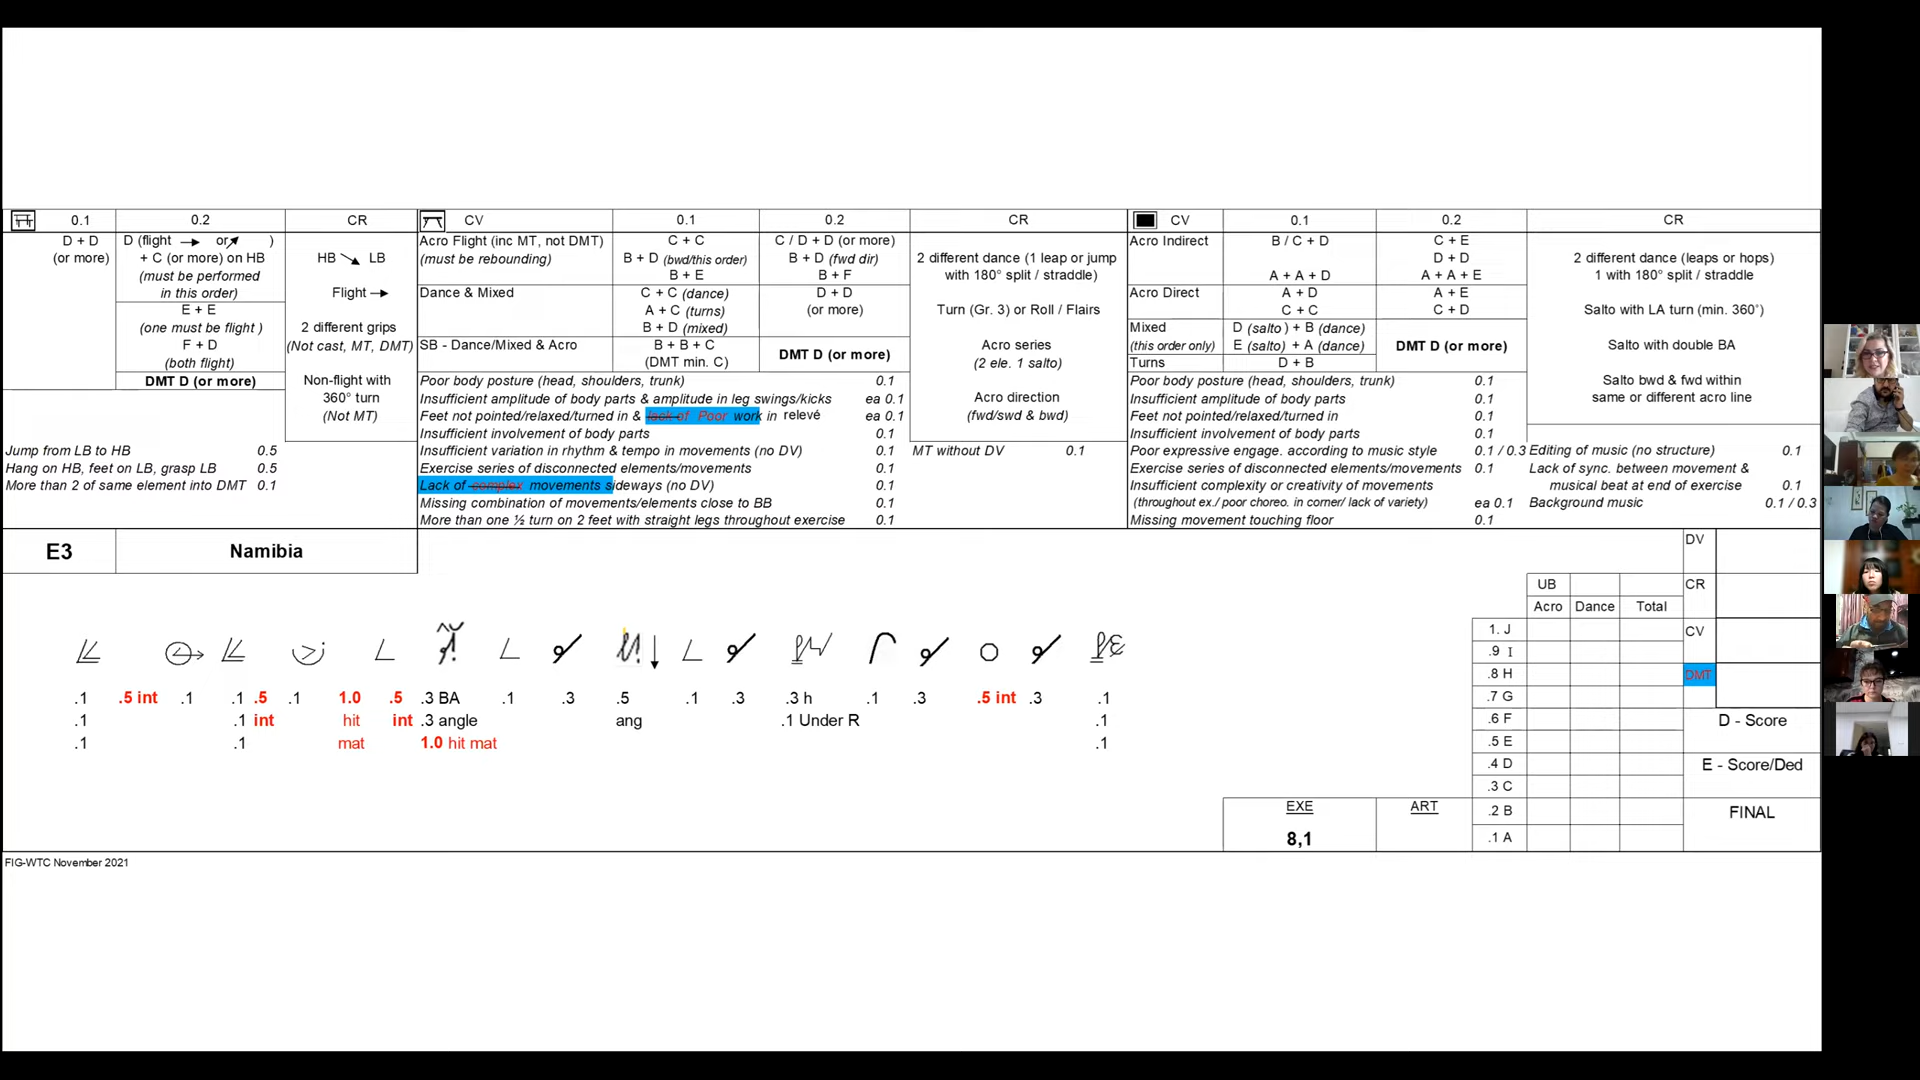 0.1 0.2 CR CV 0.1 0.2 CR CV 0.1 0.2 CR
D + D
(or more)
D (flight → or↗ )
+ C (or more) on HB
(must be performed
in this order)
E + E
(one must be flight )
F + D
(both flight)
DMT D (or more)
HB ↘ LB
Flight →
2 different grips
(Not cast, MT, DMT)
Non-flight with
360° turn
(Not MT)
Jump from LB to HB 0.5
Hang on HB, feet on LB, grasp LB 0.5
More than 2 of same element into DMT 0.1
Acro Flight (inc MT, not DMT)
(must be rebounding)
C + C
B + D (bwd/this order)
B + E
C / D + D (or more)
B + D (fwd dir)
B + F
Dance & Mixed
C + C (dance)
A + C (turns)
B + D (mixed)
D + D
(or more)
SB - Dance/Mixed & Acro
B + B + C
(DMT min. C)
DMT D (or more)
Poor body posture (head, shoulders, trunk) 0.1
Insufficient amplitude of body parts & amplitude in leg swings/kicks ea 0.1
Feet not pointed/relaxed/turned in & lack of Poor work in relevé ea 0.1
Insufficient involvement of body parts 0.1
Insufficient variation in rhythm & tempo in movements (no DV) 0.1
Exercise series of disconnected elements/movements 0.1
Lack of complex movements sideways (no DV) 0.1
Missing combination of movements/elements close to BB 0.1
More than one ½ turn on 2 feet with straight legs throughout exercise 0.1
2 different dance (1 leap or jump
with 180° split / straddle)
Turn (Gr. 3) or Roll / Flairs
Acro series
(2 ele. 1 salto)
Acro direction
(fwd/swd & bwd)
MT without DV 0.1
Acro Indirect
B / C + D
A + A + D
C + E
D + D
A + A + E
Acro Direct
A + D
C + C
A + E
C + D
Mixed
(this order only)
D (salto ) + B (dance)
E (salto) + A (dance)
Turns
D + B
DMT D (or more)
Poor body posture (head, shoulders, trunk) 0.1
Insufficient amplitude of body parts 0.1
Feet not pointed/relaxed/turned in 0.1
Insufficient involvement of body parts 0.1
Poor expressive engage. according to music style 0.1 / 0.3
Exercise series of disconnected elements/movements 0.1
Insufficient complexity or creativity of movements
(throughout ex./ poor choreo. in corner/ lack of variety) ea 0.1
Missing movement touching floor 0.1
2 different dance (leaps or hops)
1 with 180° split / straddle
Salto with LA turn (min. 360°)
Salto with double BA
Salto bwd & fwd within
same or different acro line
Editing of music (no structure) 0.1
Lack of sync. between movement &
musical beat at end of exercise 0.1
Background music 0.1 / 0.3
E3 Namibia
.1 .5 int .1 .1 .5 .1 1.0 .5 .3 BA .1 .3 .5 .1 .3 .3 h .1 .3 .5 int .3 .1
.1 .1 int hit int .3 angle ang .1 Under R .1
.1 .1 mat 1.0 hit mat .1
DV
UB CR
Acro Dance Total
1. J CV
.9 I
.8 H DMT
.7 G
.6 F D - Score
.5 E
.4 D E - Score/Ded
.3 C
.2 B FINAL
.1 A
EXE ART
8,1
FIG-WTC November 2021